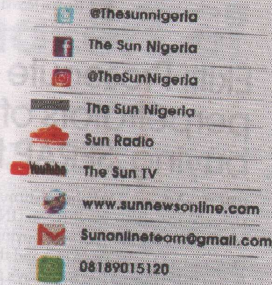 @Thesunnigeria
The Sun Nigeria
@TheSunNigeria
The Sun Nigeria
Sun Radio
YouTube The Sun TV
www.sunnewsonline.com
Sunonlineteam@gmail.com
08189015120